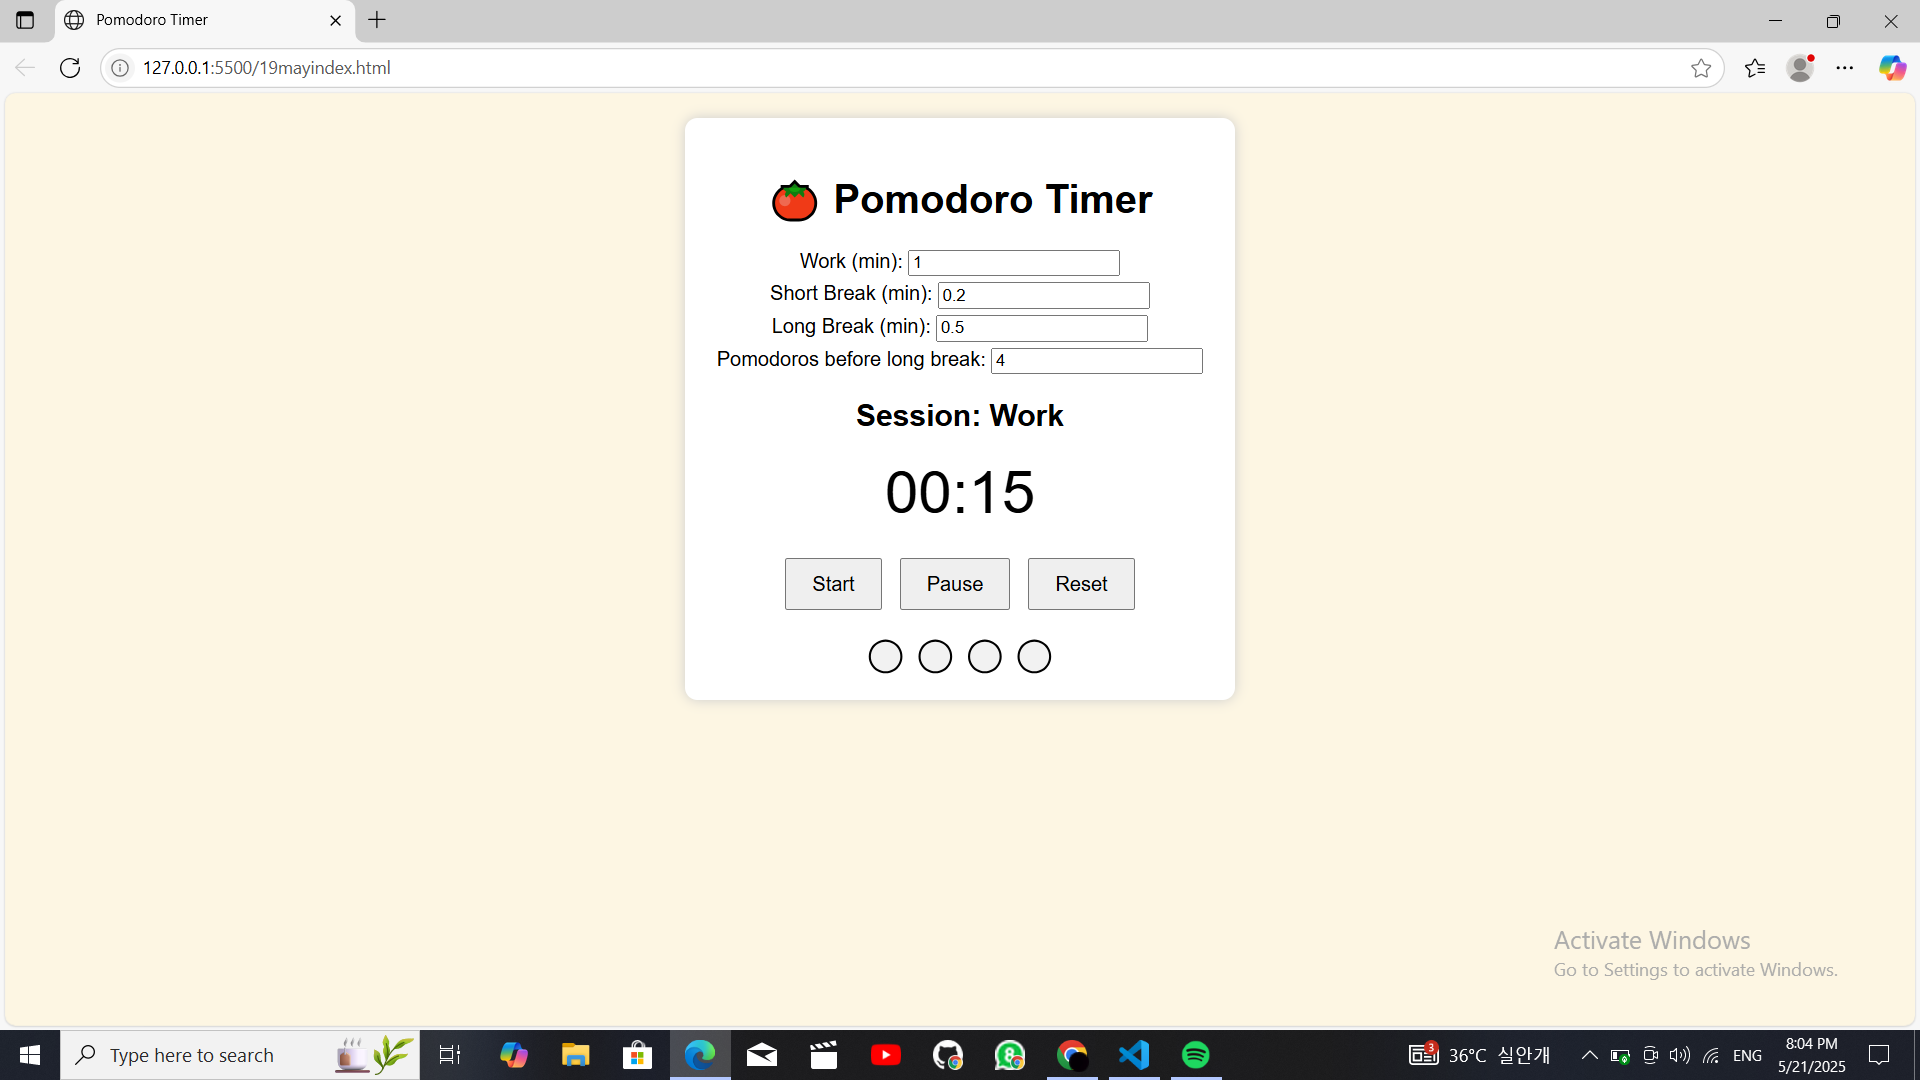 Pomodoro Timer
127.0.0.1:5500/19mayindex.html
Pomodoro Timer
Work (min): 1
Short Break (min): 0.2
Long Break (min): 0.5
Pomodoros before long break: 4
Session: Work
00:15
Start Pause Reset
Activate Windows
Go to Settings to activate Windows.
Type here to search
3
36°C 실안개
ENG
8:04 PM
5/21/2025